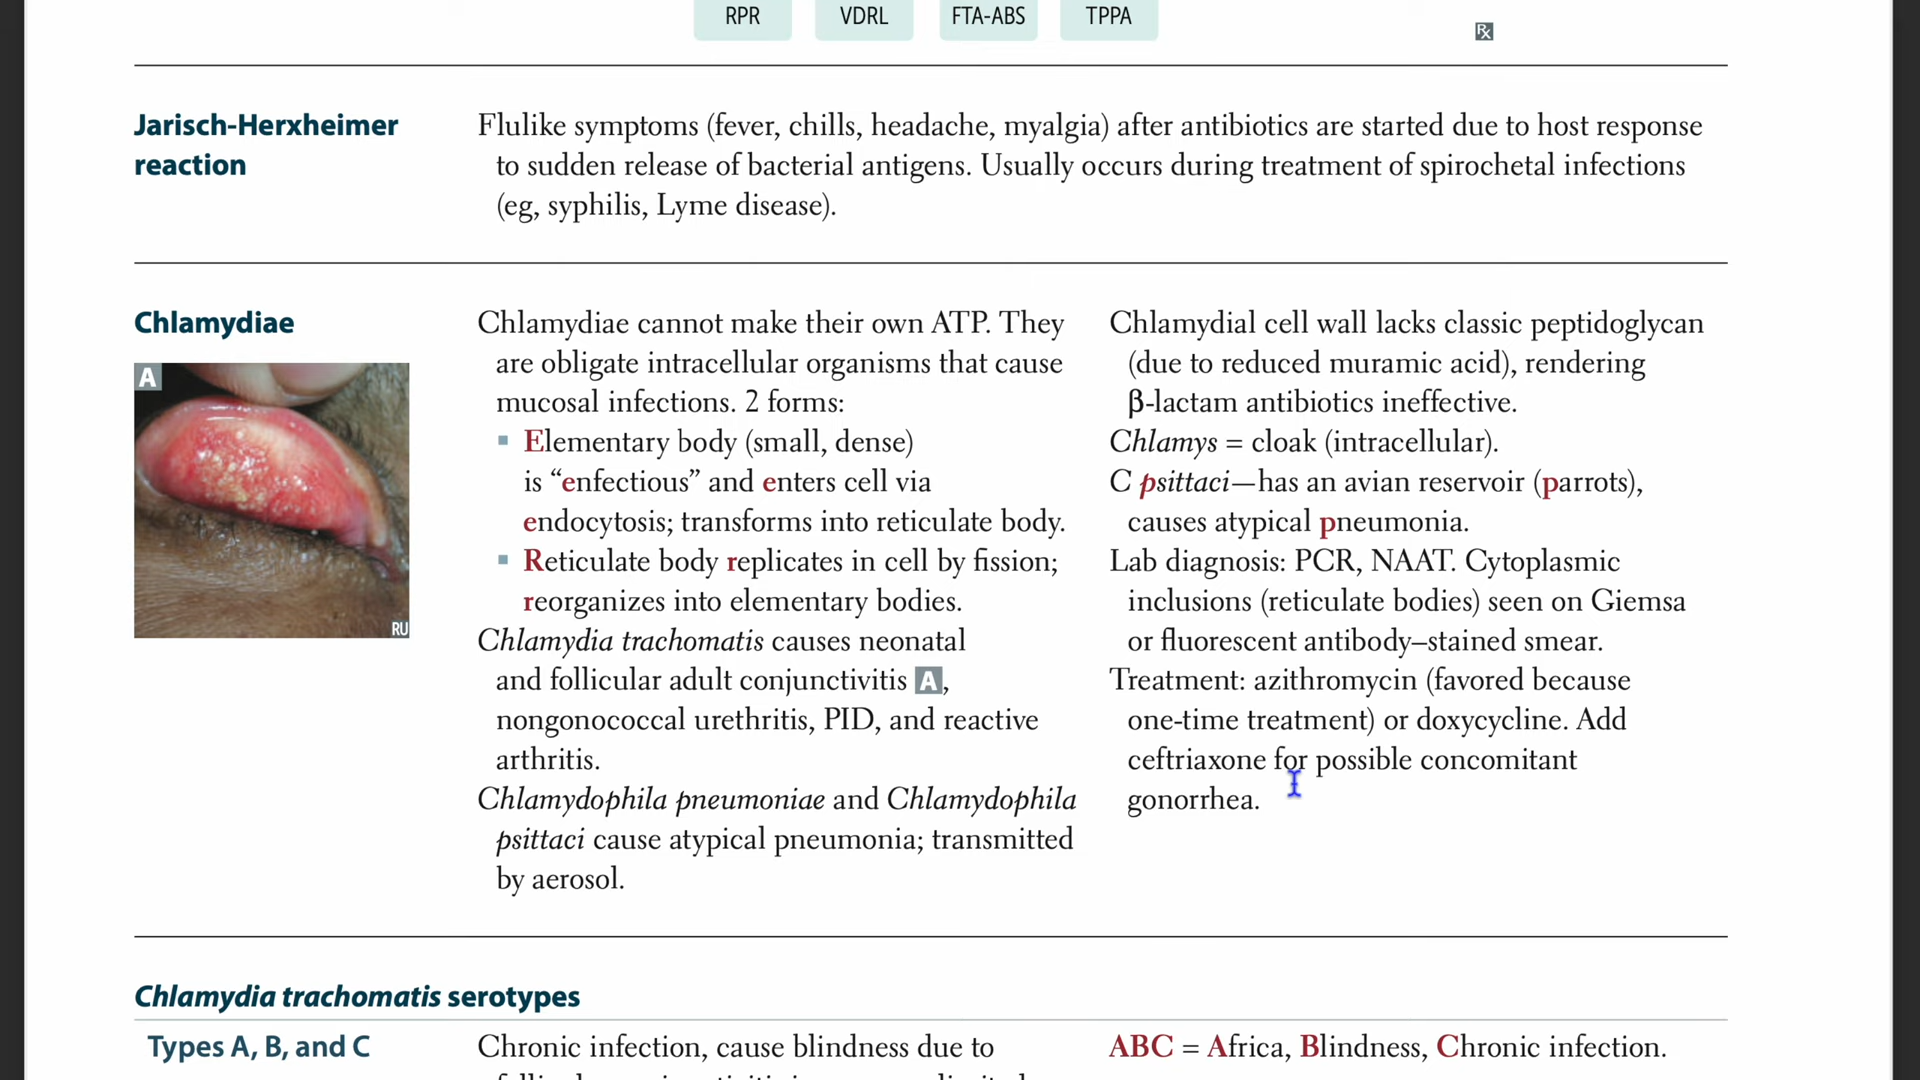 RPR VDRL FTA-ABS TPPA
Rx
Jarisch-Herxheimer
reaction
Flulike symptoms (fever, chills, headache, myalgia) after antibiotics are started due to host response
to sudden release of bacterial antigens. Usually occurs during treatment of spirochetal infections
(eg, syphilis, Lyme disease).
Chlamydiae
A
RU
Chlamydiae cannot make their own ATP. They
are obligate intracellular organisms that cause
mucosal infections. 2 forms:
▪ Elementary body (small, dense)
is “enfectious” and enters cell via
endocytosis; transforms into reticulate body.
▪ Reticulate body replicates in cell by fission;
reorganizes into elementary bodies.
Chlamydia trachomatis causes neonatal
and follicular adult conjunctivitis A,
nongonococcal urethritis, PID, and reactive
arthritis.
Chlamydophila pneumoniae and Chlamydophila
psittaci cause atypical pneumonia; transmitted
by aerosol.
Chlamydial cell wall lacks classic peptidoglycan
(due to reduced muramic acid), rendering
β-lactam antibiotics ineffective.
Chlamys = cloak (intracellular).
C psittaci—has an avian reservoir (parrots),
causes atypical pneumonia.
Lab diagnosis: PCR, NAAT. Cytoplasmic
inclusions (reticulate bodies) seen on Giemsa
or fluorescent antibody–stained smear.
Treatment: azithromycin (favored because
one-time treatment) or doxycycline. Add
ceftriaxone for possible concomitant
gonorrhea.
Chlamydia trachomatis serotypes
Types A, B, and C
Chronic infection, cause blindness due to
ABC = Africa, Blindness, Chronic infection.